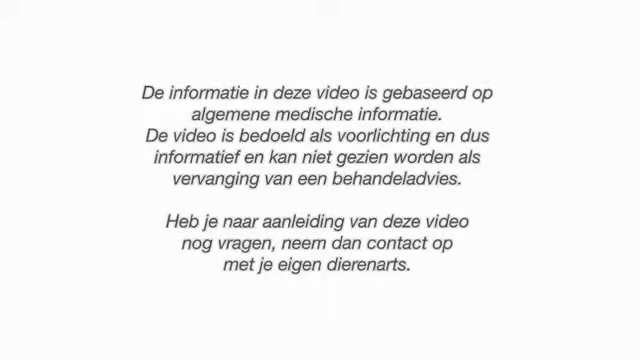 De informatie in deze video is gebaseerd op
algemene medische informatie.
De video is bedoeld als voorlichting en dus
informatief en kan niet gezien worden als
vervanging van een behandeladvies.
Heb je naar aanleiding van deze video
nog vragen, neem dan contact op
met je eigen dierenarts.